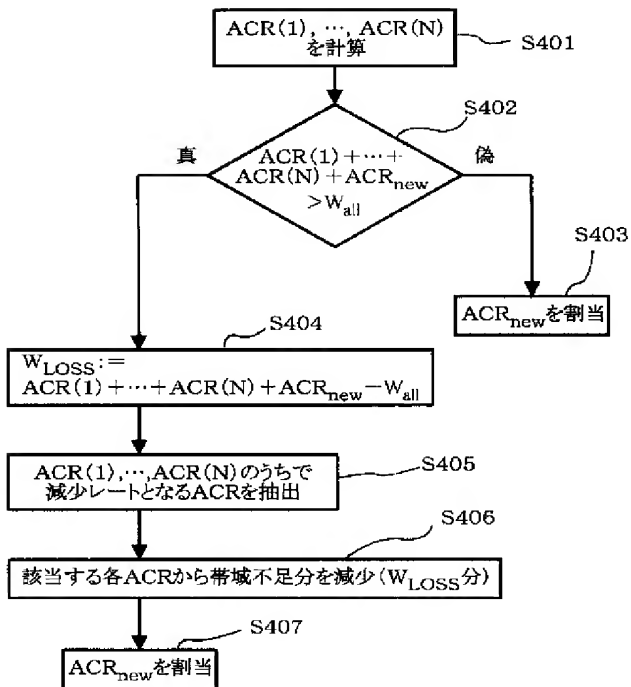 ACR(1), …, ACR(N)
を計算
S401
S402
真
ACR(1)+…+
ACR(N)+ACRnew
>Wall
偽
S403
ACRnewを割当
S404
WLOSS:=
ACR(1)+…+ACR(N)+ACRnew−Wall
ACR(1),…,ACR(N)のうちで
減少レートとなるACRを抽出
S405
S406
該当する各ACRから帯域不足分を減少(WLOSS分)
S407
ACRnewを割当